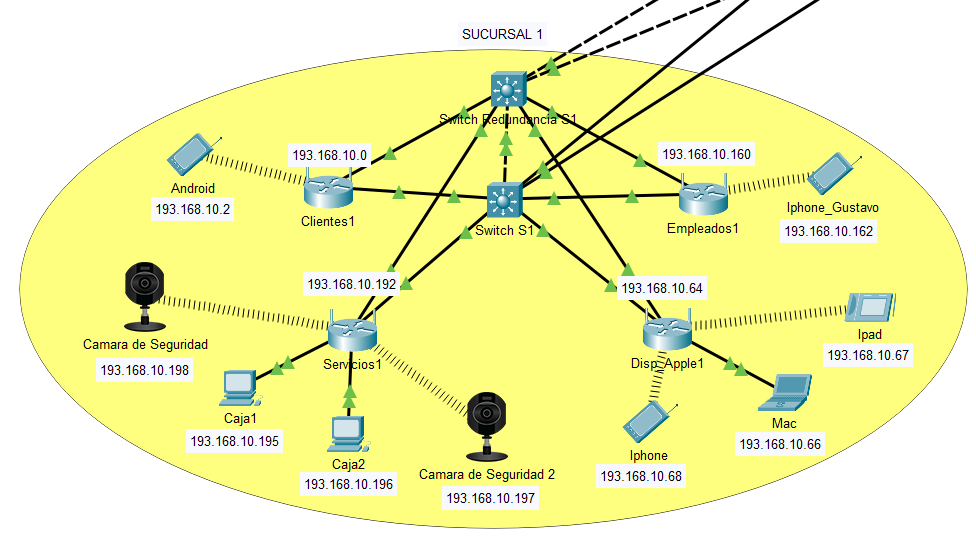 SUCURSAL 1
Switch Redundancia S1
193.168.10.0
193.168.10.160
Android
193.168.10.2
Clientes1
Switch S1
Empleados1
Iphone_Gustavo
193.168.10.162
193.168.10.192
193.168.10.64
Camara de Seguridad
193.168.10.198
Servicios1
Disp_Apple1
Ipad
193.168.10.67
Caja1
193.168.10.195
Caja2
193.168.10.196
Camara de Seguridad 2
193.168.10.197
Iphone
193.168.10.68
Mac
193.168.10.66